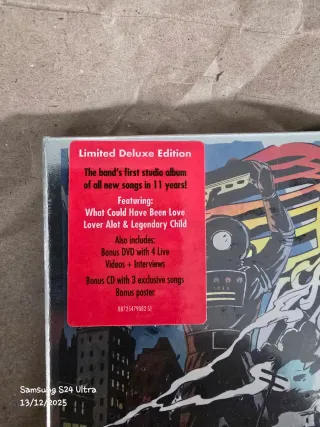 Limited Deluxe Edition
The band's first studio album
of all new songs in 11 years!
Featuring:
What Could Have Been Love
Lover Alot & Legendary Child
Also includes:
Bonus DVD with 4 Live
Videos + Interviews
Bonus CD with 3 exclusive songs
Bonus poster
Samsung S24 Ultra
13/12/2025